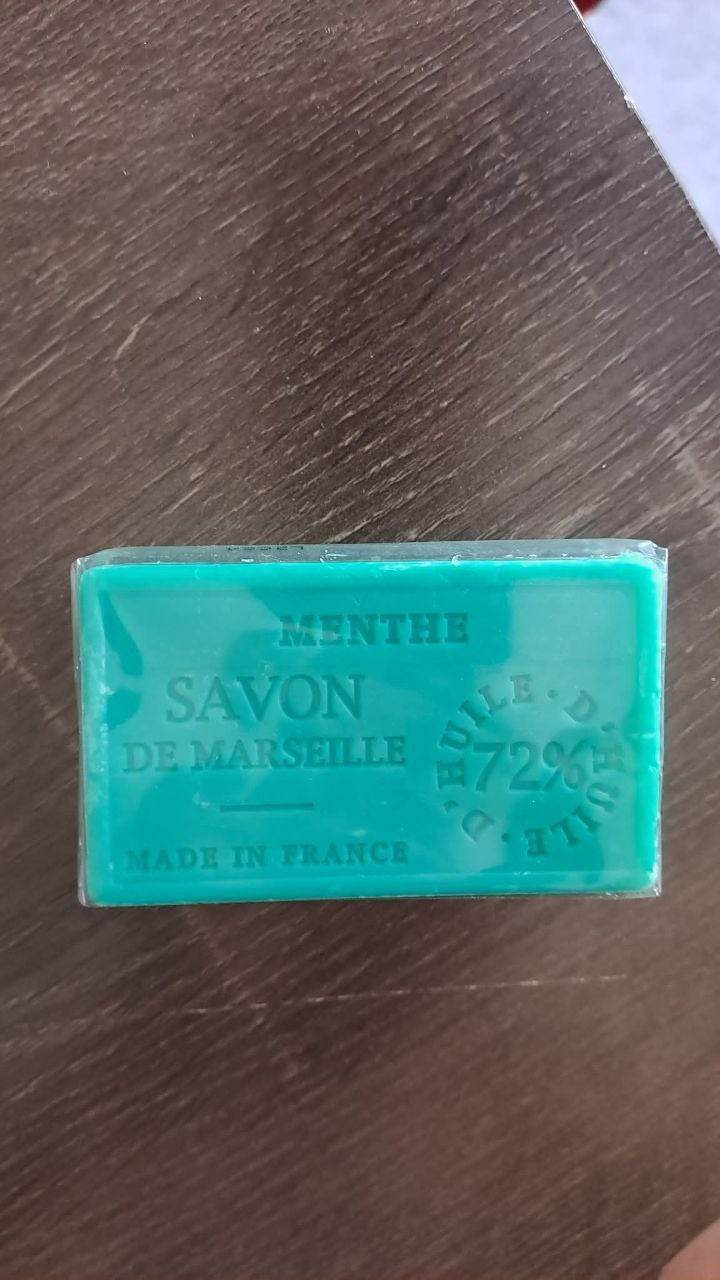 MENTHE
SAVON
DE MARSEILLE
MADE IN FRANCE
D'HUILE · D'HUILE ·
72%